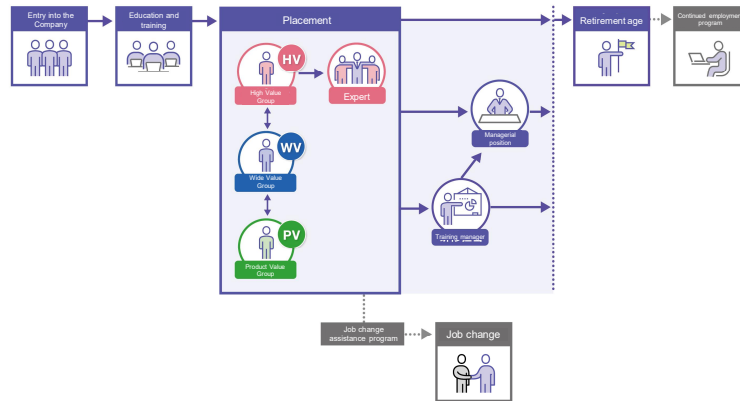 Entry into the
Company
Education and
training
Placement
Retirement age
Continued employment
program
HV
High Value
Group
Expert
WV
Wide Value
Group
Managerial
position
PV
Product Value
Group
Training manager
Job change
assistance program
Job change